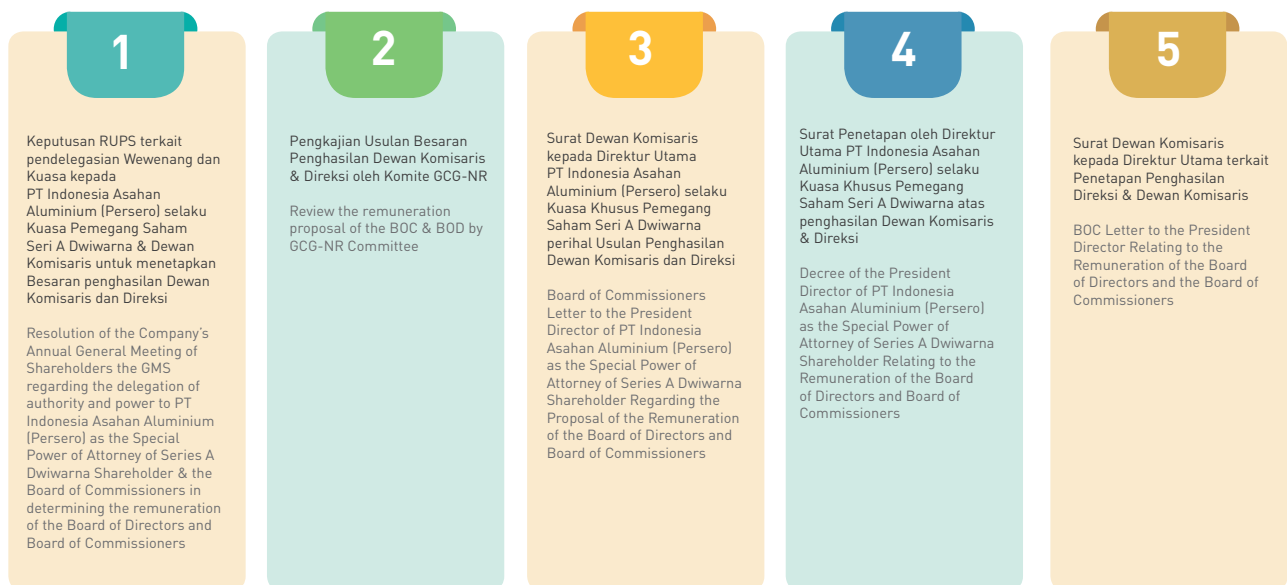 1
Keputusan RUPS terkait
pendelegasian Wewenang dan
Kuasa kepada
PT Indonesia Asahan
Aluminium (Persero) selaku
Kuasa Pemegang Saham
Seri A Dwiwarna & Dewan
Komisaris untuk menetapkan
Besaran penghasilan Dewan
Komisaris dan Direksi
Resolution of the Company’s
Annual General Meeting of
Shareholders the GMS
regarding the delegation of
authority and power to PT
Indonesia Asahan Aluminium
(Persero) as the Special
Power of Attorney of Series A
Dwiwarna Shareholder & the
Board of Commissioners in
determining the remuneration
of the Board of Directors and
Board of Commissioners
2
Pengkajian Usulan Besaran
Penghasilan Dewan Komisaris
& Direksi oleh Komite GCG-NR
Review the remuneration
proposal of the BOC & BOD by
GCG-NR Committee
3
Surat Dewan Komisaris
kepada Direktur Utama
PT Indonesia Asahan
Aluminium (Persero) selaku
Kuasa Khusus Pemegang
Saham Seri A Dwiwarna
perihal Usulan Penghasilan
Dewan Komisaris dan Direksi
Board of Commissioners
Letter to the President
Director of PT Indonesia
Asahan Aluminium (Persero)
as the Special Power of
Attorney of Series A Dwiwarna
Shareholder Regarding the
Proposal of the Remuneration
of the Board of Directors and
Board of Commissioners
4
Surat Penetapan oleh Direktur
Utama PT Indonesia Asahan
Aluminium (Persero) selaku
Kuasa Khusus Pemegang
Saham Seri A Dwiwarna atas
penghasilan Dewan Komisaris
& Direksi
Decree of the President
Director of PT Indonesia
Asahan Aluminium (Persero)
as the Special Power of
Attorney of Series A Dwiwarna
Shareholder Relating to the
Remuneration of the Board
of Directors and Board of
Commissioners
5
Surat Dewan Komisaris
kepada Direktur Utama terkait
Penetapan Penghasilan
Direksi & Dewan Komisaris
BOC Letter to the President
Director Relating to the
Remuneration of the Board
of Directors and the Board of
Commissioners